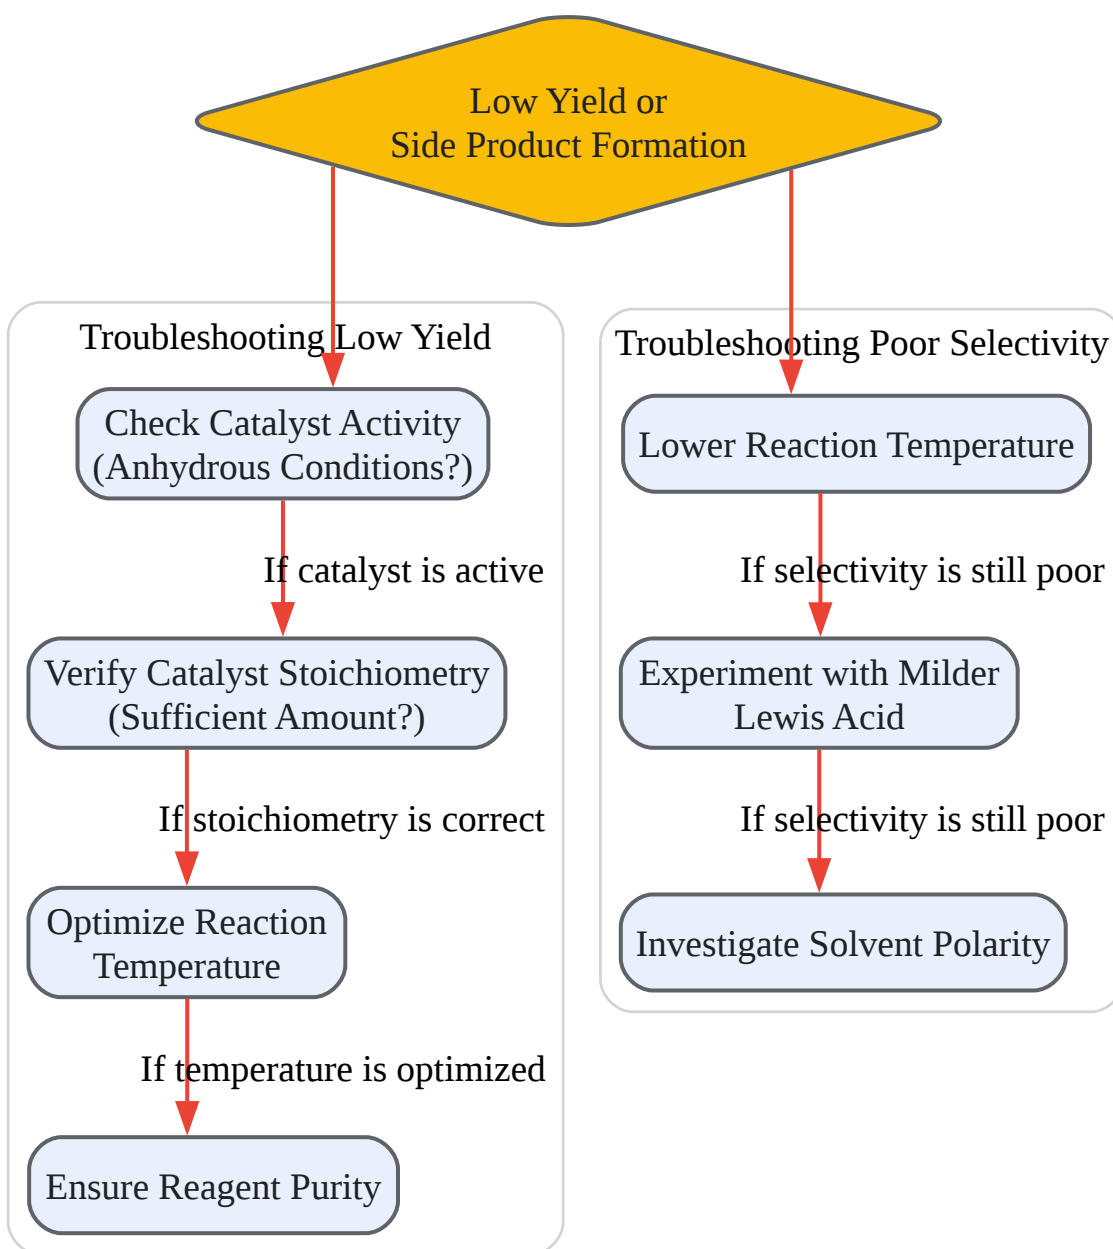 Low Yield or
Side Product Formation
Troubleshooting Low Yield
Check Catalyst Activity
(Anhydrous Conditions?)
If catalyst is active
Verify Catalyst Stoichiometry
(Sufficient Amount?)
If stoichiometry is correct
Optimize Reaction
Temperature
If temperature is optimized
Ensure Reagent Purity
Troubleshooting Poor Selectivity
Lower Reaction Temperature
If selectivity is still poor
Experiment with Milder
Lewis Acid
If selectivity is still poor
Investigate Solvent Polarity